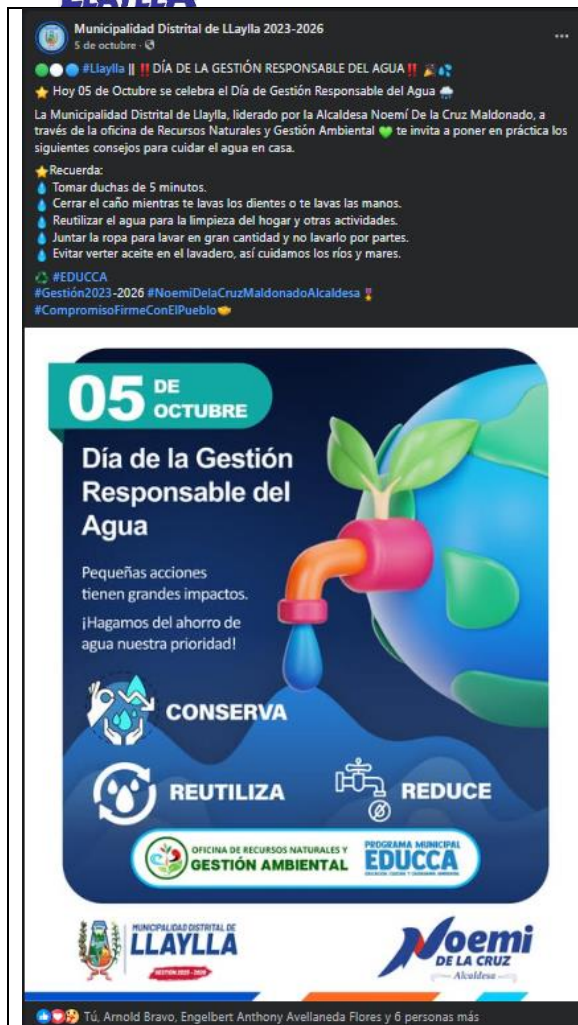 LLAYLLA
Municipalidad Distrital de LLaylla 2023-2026
5 de octubre ·
#Llaylla || ‼️DÍA DE LA GESTIÓN RESPONSABLE DEL AGUA‼️ 🎉💦
⭐ Hoy 05 de Octubre se celebra el Día de Gestión Responsable del Agua 🌧️
La Municipalidad Distrital de Llaylla, liderado por la Alcaldesa Noemí De la Cruz Maldonado, a
través de la oficina de Recursos Naturales y Gestión Ambiental 💚 te invita a poner en práctica los
siguientes consejos para cuidar el agua en casa.
⭐Recuerda:
💧 Tomar duchas de 5 minutos.
💧 Cerrar el caño mientras te lavas los dientes o te lavas las manos.
💧 Reutilizar el agua para la limpieza del hogar y otras actividades.
💧 Juntar la ropa para lavar en gran cantidad y no lavarlo por partes.
💧 Evitar verter aceite en el lavadero, así cuidamos los ríos y mares.
♻️ #EDUCCA
#Gestión2023-2026 #NoemiDelaCruzMaldonadoAlcaldesa 🎖️
#CompromisoFirmeConElPueblo🤝
05 DE
OCTUBRE
Día de la Gestión
Responsable del
Agua
Pequeñas acciones
tienen grandes impactos.
¡Hagamos del ahorro de
agua nuestra prioridad!
CONSERVA
REUTILIZA
REDUCE
OFICINA DE RECURSOS NATURALES Y
GESTIÓN AMBIENTAL
PROGRAMA MUNICIPAL
EDUCCA
MUNICIPALIDAD DISTRITAL DE
LLAYLLA
GESTIÓN 2023 - 2026
Noemi
DE LA CRUZ
Alcaldesa
Tú, Arnold Bravo, Engelbert Anthony Avellaneda Flores y 6 personas más